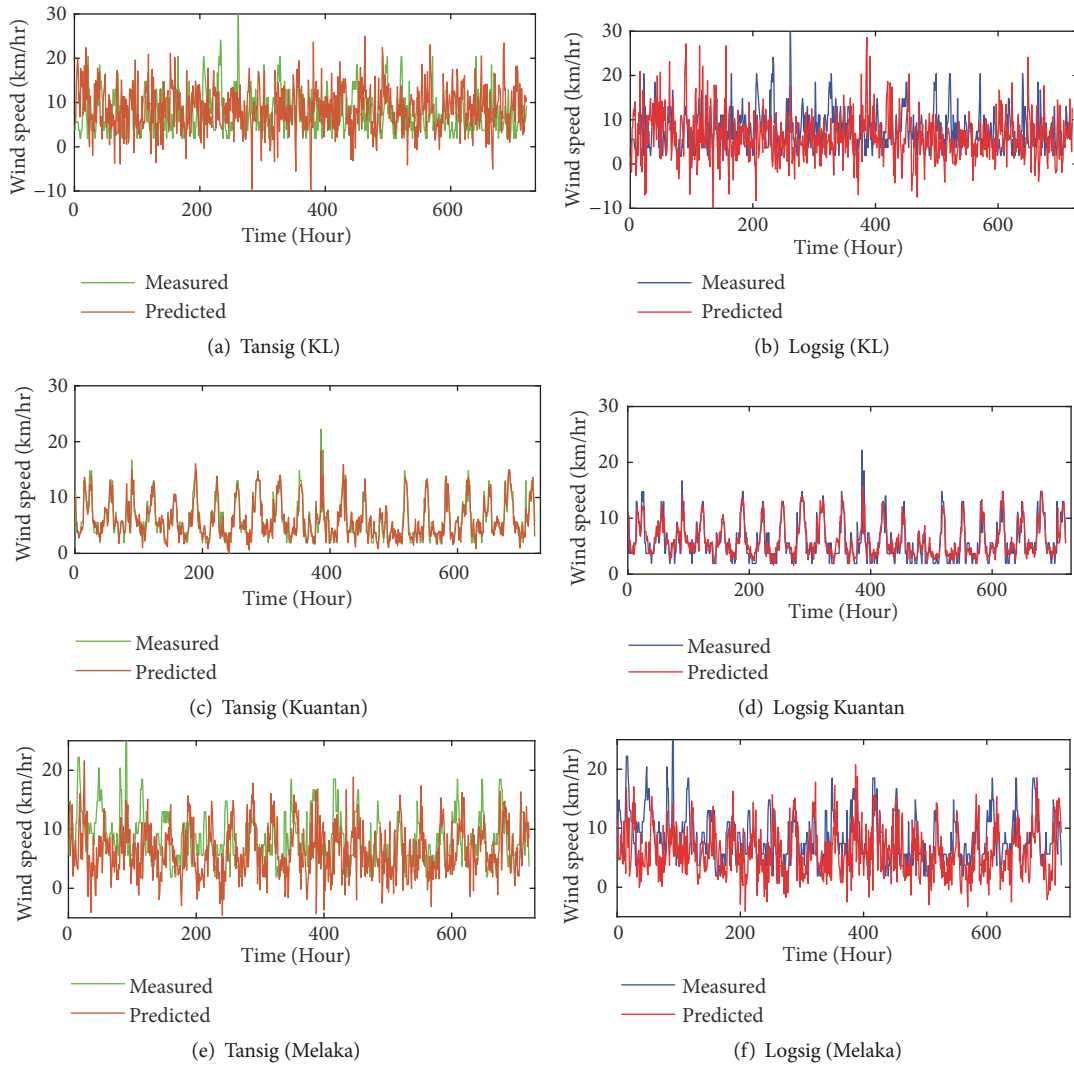 30
20
10
0
−10
Wind speed (km/hr)
0 200 400 600
Time (Hour)
Measured
Predicted
(a) Tansig (KL)
30
20
10
0
−10
Wind speed (km/hr)
0 200 400 600
Time (Hour)
Measured
Predicted
(b) Logsig (KL)
30
20
10
0
Wind speed (km/hr)
0 200 400 600
Time (Hour)
Measured
Predicted
(c) Tansig (Kuantan)
30
20
10
0
Wind speed (km/hr)
0 200 400 600
Time (Hour)
Measured
Predicted
(d) Logsig Kuantan
20
10
0
Wind speed (km/hr)
0 200 400 600
Time (Hour)
Measured
Predicted
(e) Tansig (Melaka)
20
10
0
Wind speed (km/hr)
0 200 400 600
Time (Hour)
Measured
Predicted
(f) Logsig (Melaka)